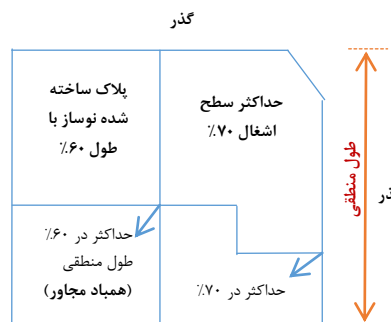 گذر
پلاک ساخته
شده نوساز با
طول ۶۰٪
حداکثر سطح
اشغال ۷۰٪
طول منطقی
ذر
حداکثر در ۶۰٪
طول منطقی
(همباد مجاور)
حداکثر در ۷۰٪